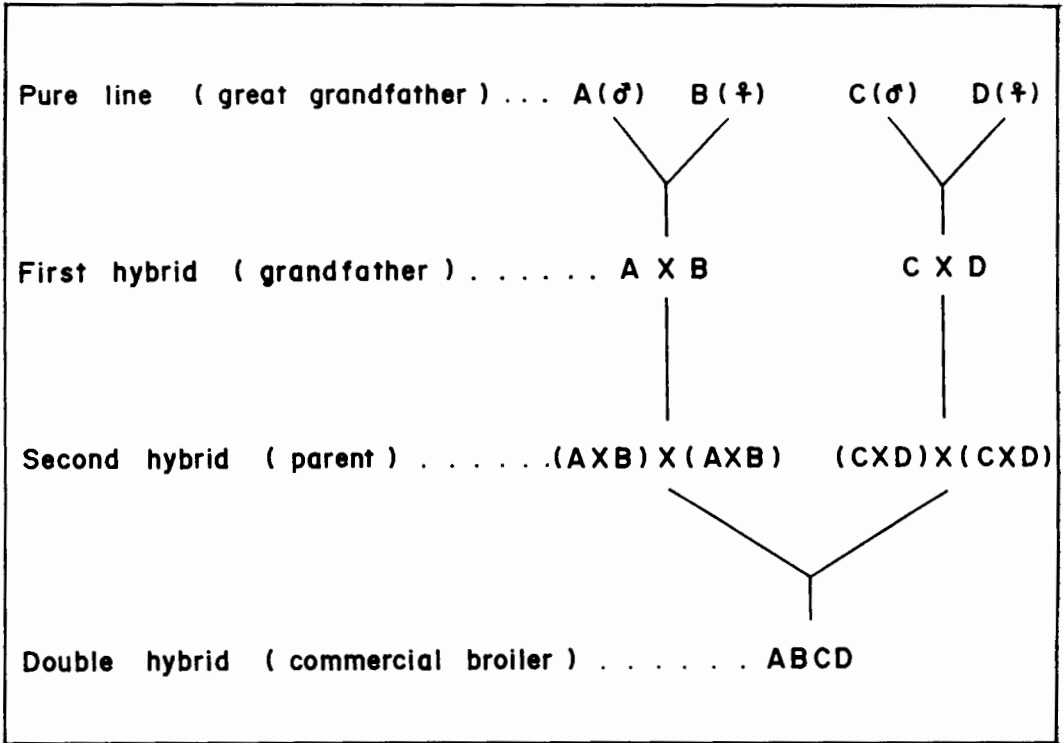 Pure line ( great grandfather ) ... A(♂) B(♀) C(♂) D(♀)
First hybrid ( grandfather ) . . . . . . A X B C X D
Second hybrid ( parent ) . . . . . .(AXB) X (AXB) (CXD)X(CXD)
Double hybrid ( commercial broiler ) . . . . . . . ABCD